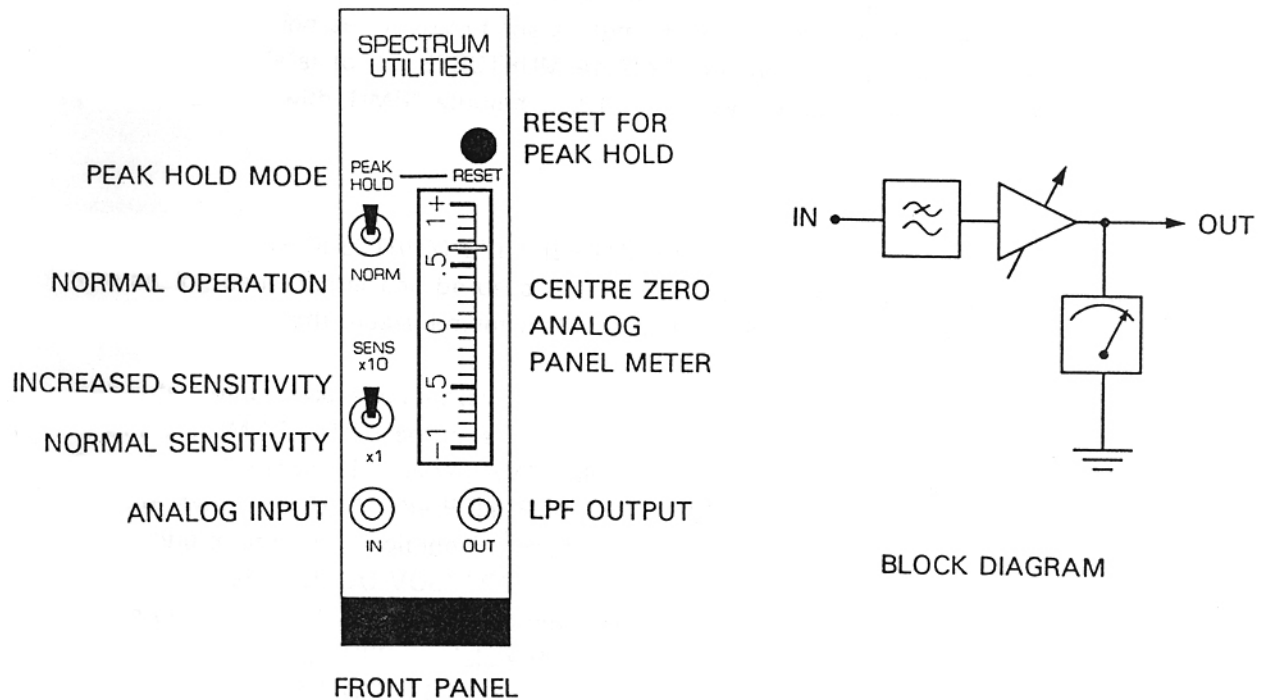 SPECTRUM
UTILITIES
RESET FOR
PEAK HOLD
PEAK HOLD MODE
PEAK
HOLD
RESET
NORMAL OPERATION
NORM
1+
.5
0
.5
−1
CENTRE ZERO
ANALOG
PANEL METER
SENS
x10
INCREASED SENSITIVITY
NORMAL SENSITIVITY
x1
ANALOG INPUT
IN
OUT
LPF OUTPUT
FRONT PANEL
IN
OUT
BLOCK DIAGRAM